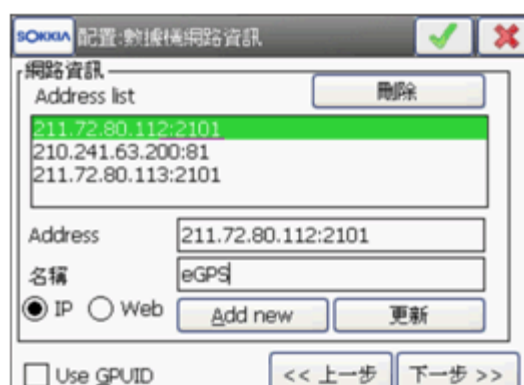 SOKKIA 配置:數據機網路資訊
網路資訊
Address list
刪除
211.72.80.112:2101
210.241.63.200:81
211.72.80.113:2101
Address 211.72.80.112:2101
名稱 eGPS
IP Web Add new 更新
Use GPUID << 上一步 下一步 >>